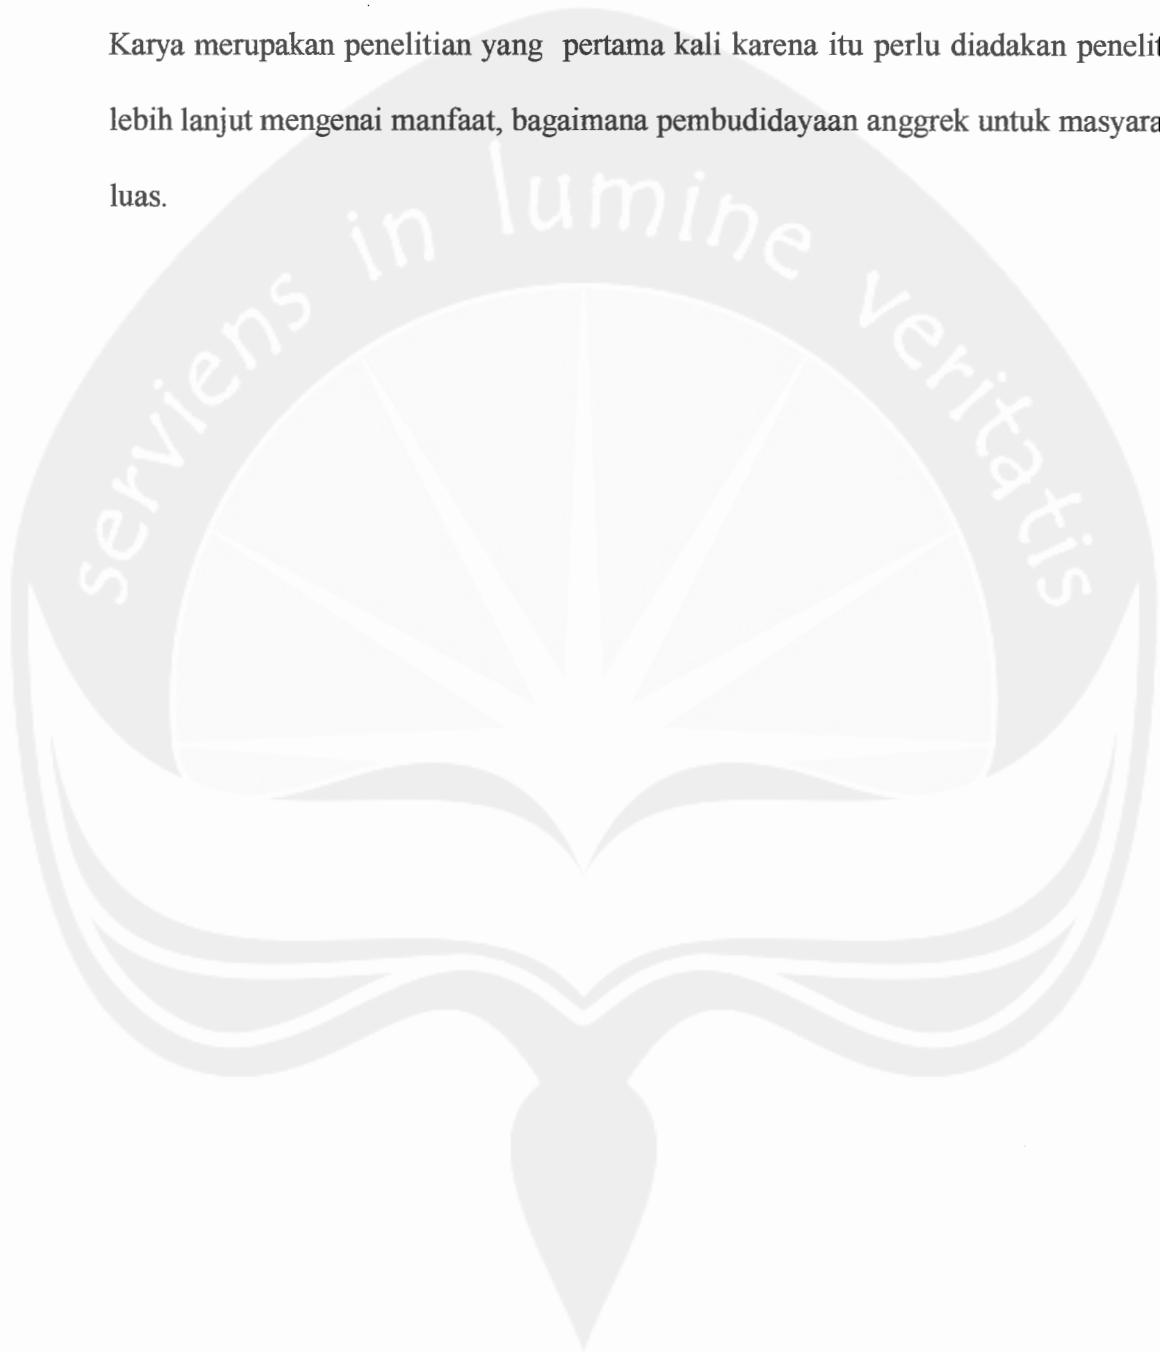 Karya merupakan penelitian yang pertama kali karena itu perlu diadakan penelit
lebih lanjut mengenai manfaat, bagaimana pembudidayaan anggrek untuk masyara
luas.
serviens in lumine veritatis